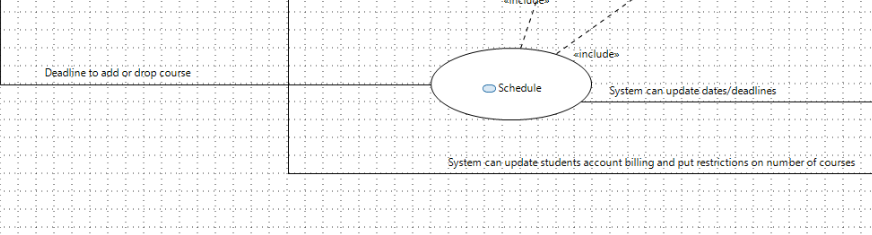 «include»
«include»
Deadline to add or drop course
Schedule
System can update dates/deadlines
System can update students account billing and put restrictions on number of courses